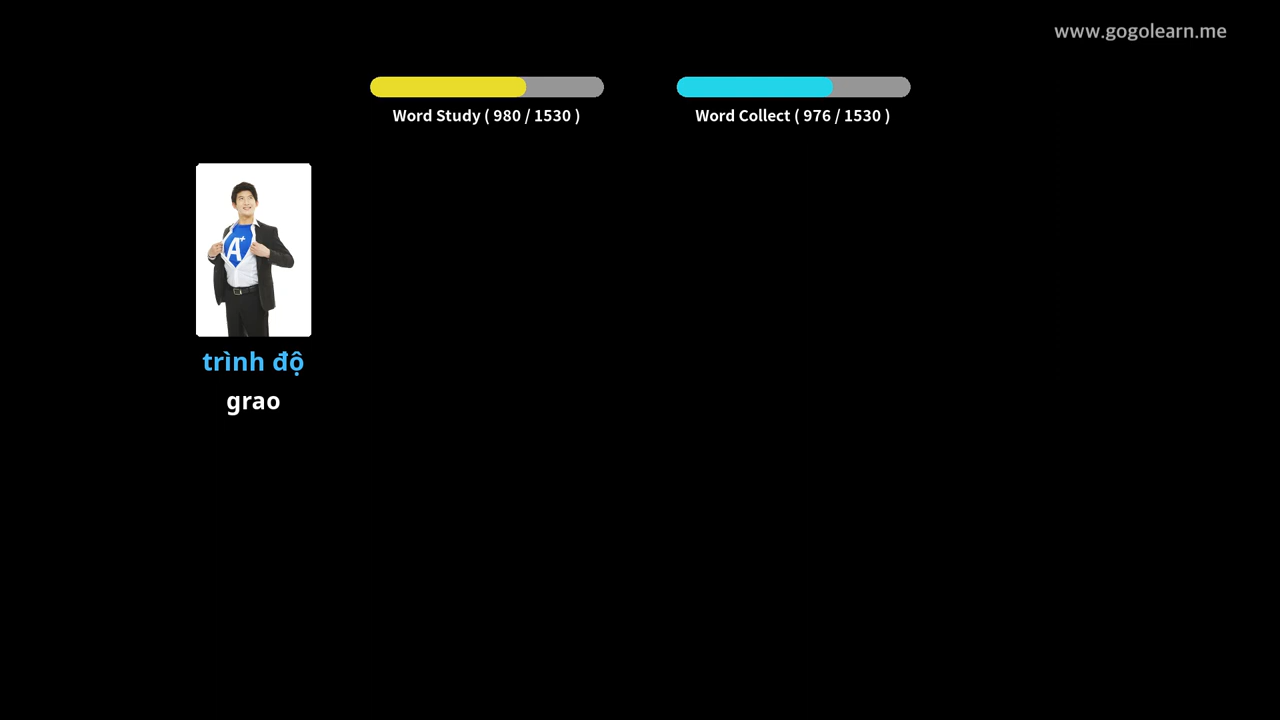 www.gogolearn.me
Word Study ( 980 / 1530 )
Word Collect ( 976 / 1530 )
A+
trình độ
grao